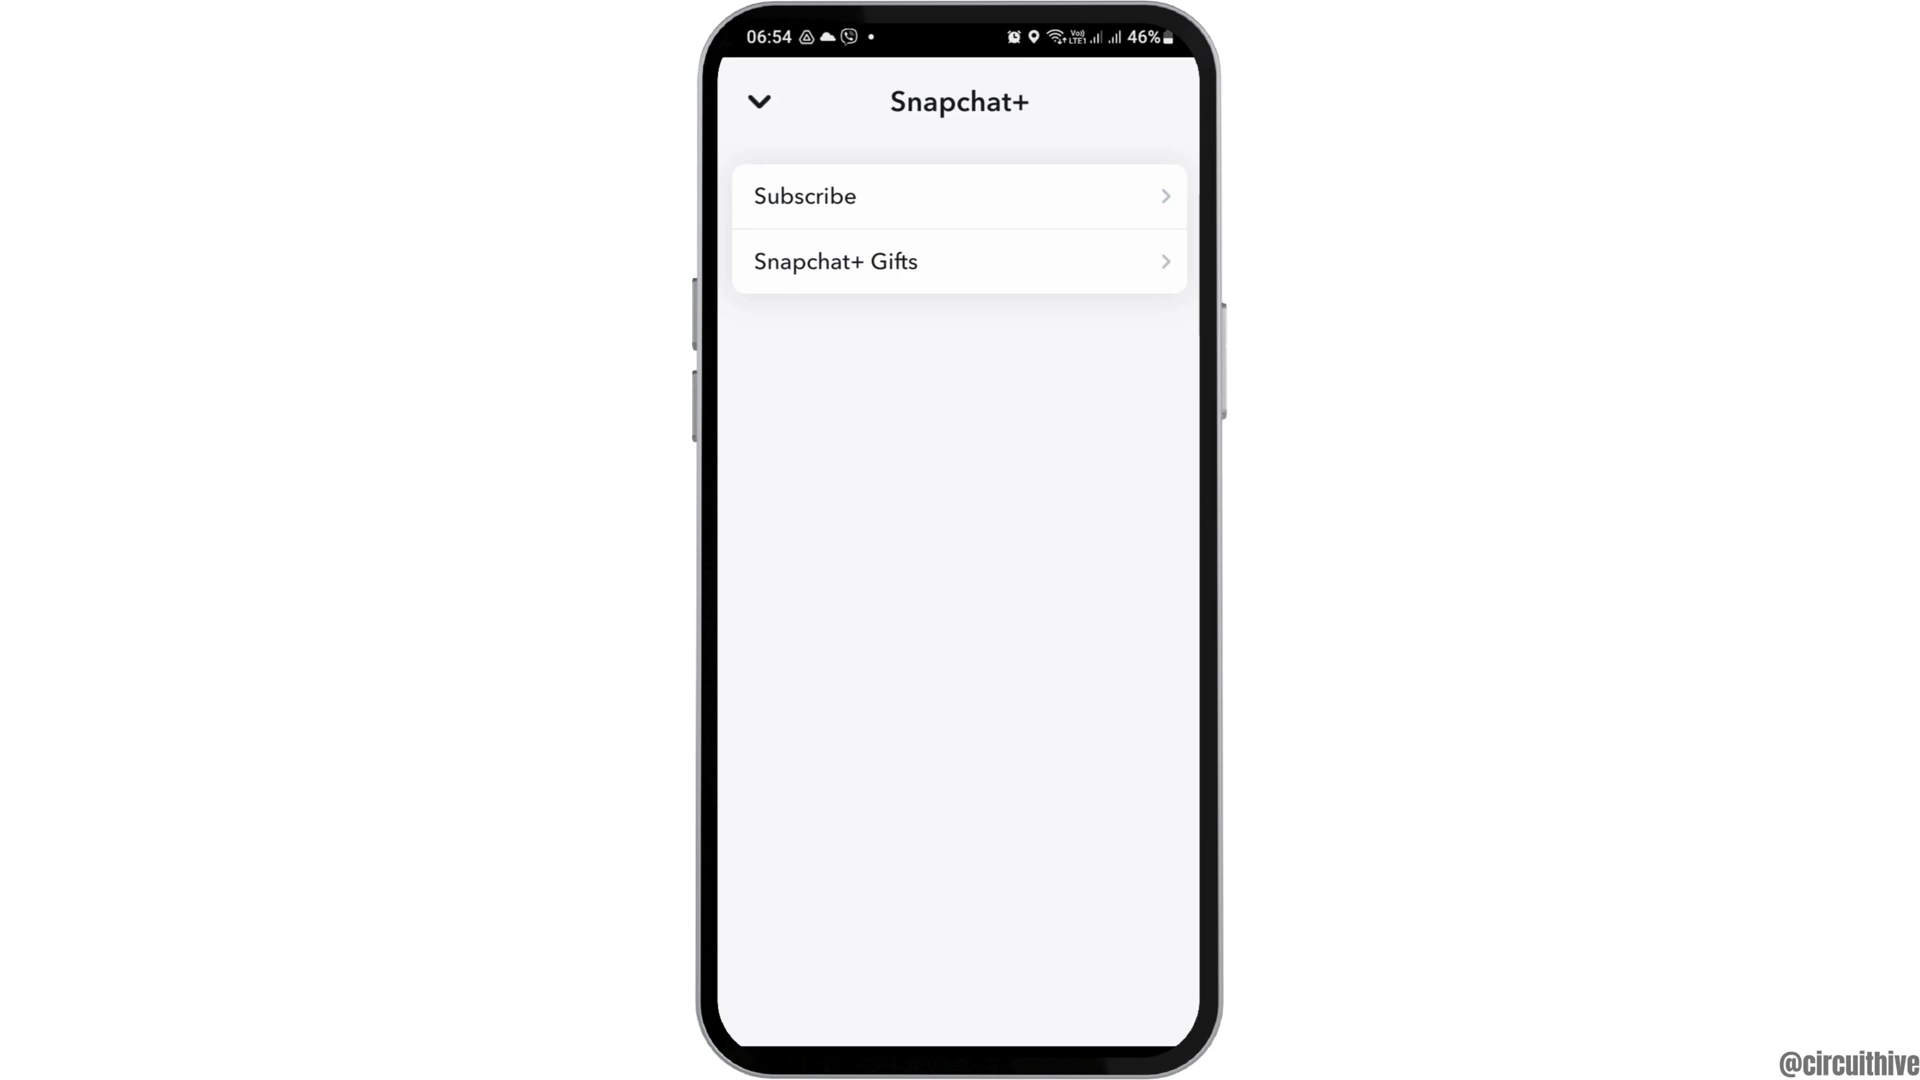 06:54 46%
Snapchat+
Subscribe
Snapchat+ Gifts
@circuithive